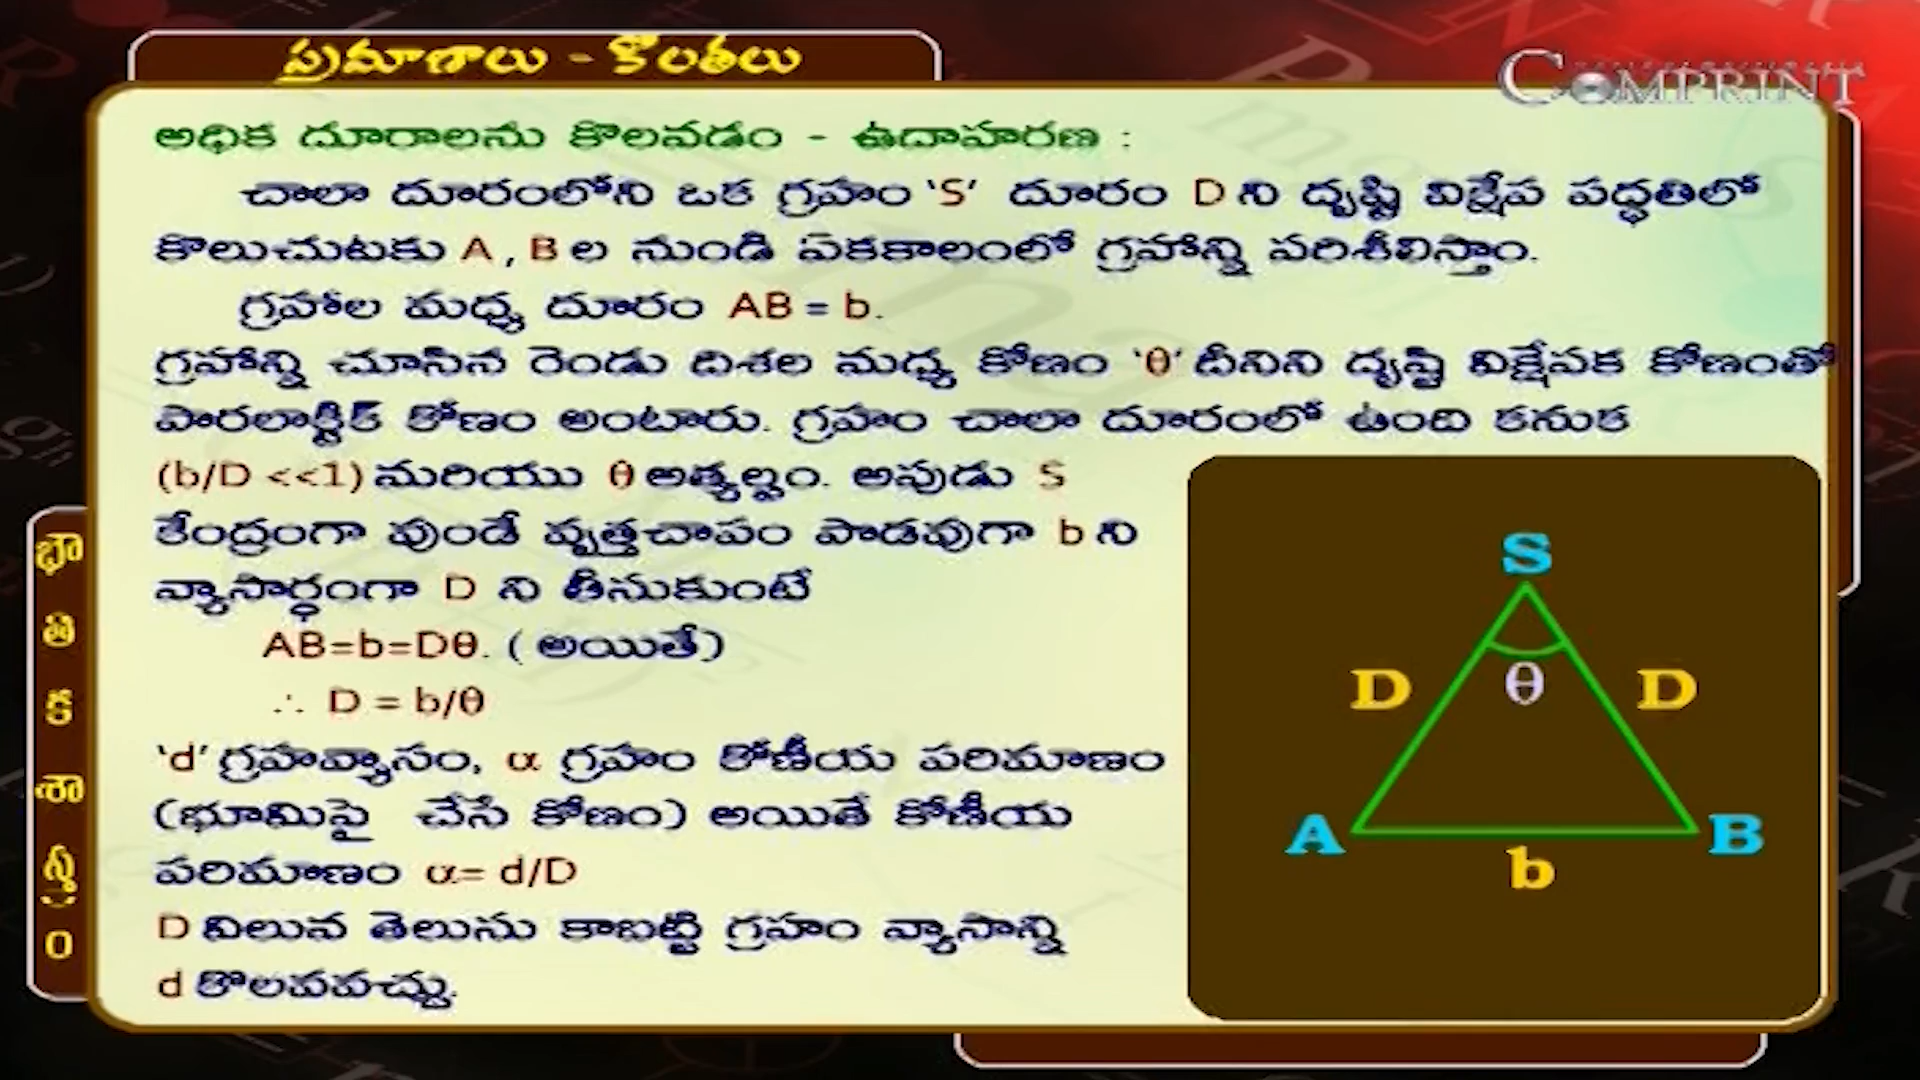 ప్రమాణాలు - కొలతలు
COMPRINT
అధిక దూరాలను కొలవడం - ఉదాహరణ :
చాలా దూరంలోని ఒక గ్రహం ‘S’ దూరం D ని దృష్టి విక్షేప పద్ధతిలో
కొలుచుటకు A , B ల నుండి ఏకకాలంలో గ్రహాన్ని పరిశీలిస్తాం.
గ్రహాల మధ్య దూరం AB = b.
గ్రహాన్ని చూసిన రెండు దిశల మధ్య కోణం ‘θ’ దీనిని దృష్టి విక్షేపక కోణంతో
పారలాక్టిక్ కోణం అంటారు. గ్రహం చాలా దూరంలో ఉంది కనుక
(b/D <<1) మరియు θ అత్యల్పం. అపుడు S
కేంద్రంగా వుండే వృత్తచాపం పొడవుగా b ని
వ్యాసార్ధంగా D ని తీసుకుంటే
AB=b=Dθ. ( అయితే)
∴ D = b/θ
‘d’ గ్రహవ్యాసం, α గ్రహం కోణీయ పరిమాణం
(భూమిపై చేసే కోణం) అయితే కోణీయ
పరిమాణం α= d/D
D విలువ తెలుసు కాబట్టి గ్రహం వ్యాసాన్ని
d కొలవవచ్చు.
S
D θ D
A B
b
భౌతికశాస్త్రం